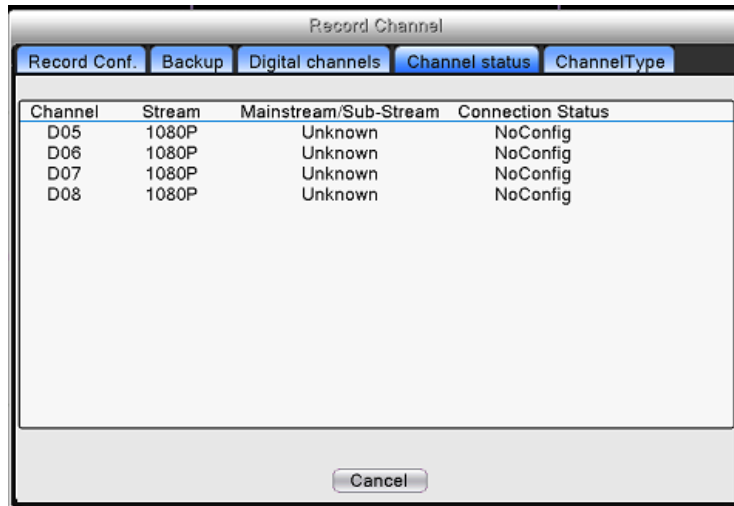 Record Channel
Record Conf. Backup Digital channels Channel status ChannelType
Channel Stream Mainstream/Sub-Stream Connection Status
D05 1080P Unknown NoConfig
D06 1080P Unknown NoConfig
D07 1080P Unknown NoConfig
D08 1080P Unknown NoConfig
Cancel